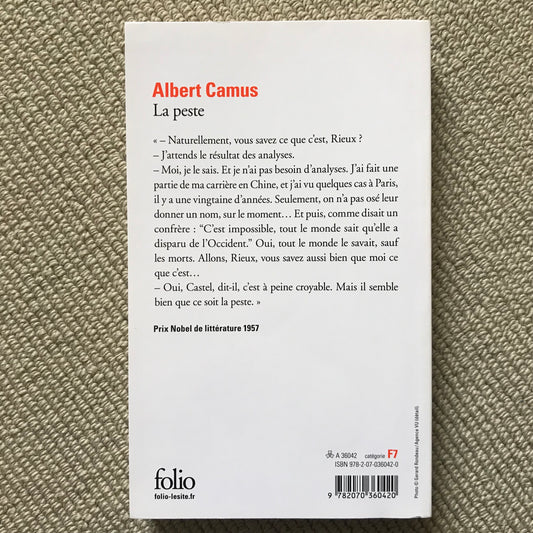 Albert Camus
La peste
« – Naturellement, vous savez ce que c'est, Rieux ?
– J'attends le résultat des analyses.
– Moi, je le sais. Et je n'ai pas besoin d'analyses. J'ai fait une
partie de ma carrière en Chine, et j'ai vu quelques cas à Paris,
il y a une vingtaine d'années. Seulement, on n'a pas osé leur
donner un nom, sur le moment… Et puis, comme disait un
confrère : “C'est impossible, tout le monde sait qu'elle a
disparu de l'Occident.” Oui, tout le monde le savait, sauf
les morts. Allons, Rieux, vous savez aussi bien que moi ce
que c'est…
– Oui, Castel, dit-il, c'est à peine croyable. Mais il semble
bien que ce soit la peste. »
Prix Nobel de littérature 1957
folio
folio-lesite.fr
A 36042 catégorie F7
ISBN 978-2-07-036042-0
9 782070 360420
Photo © Gérard Rondeau / Agence VU (détail).